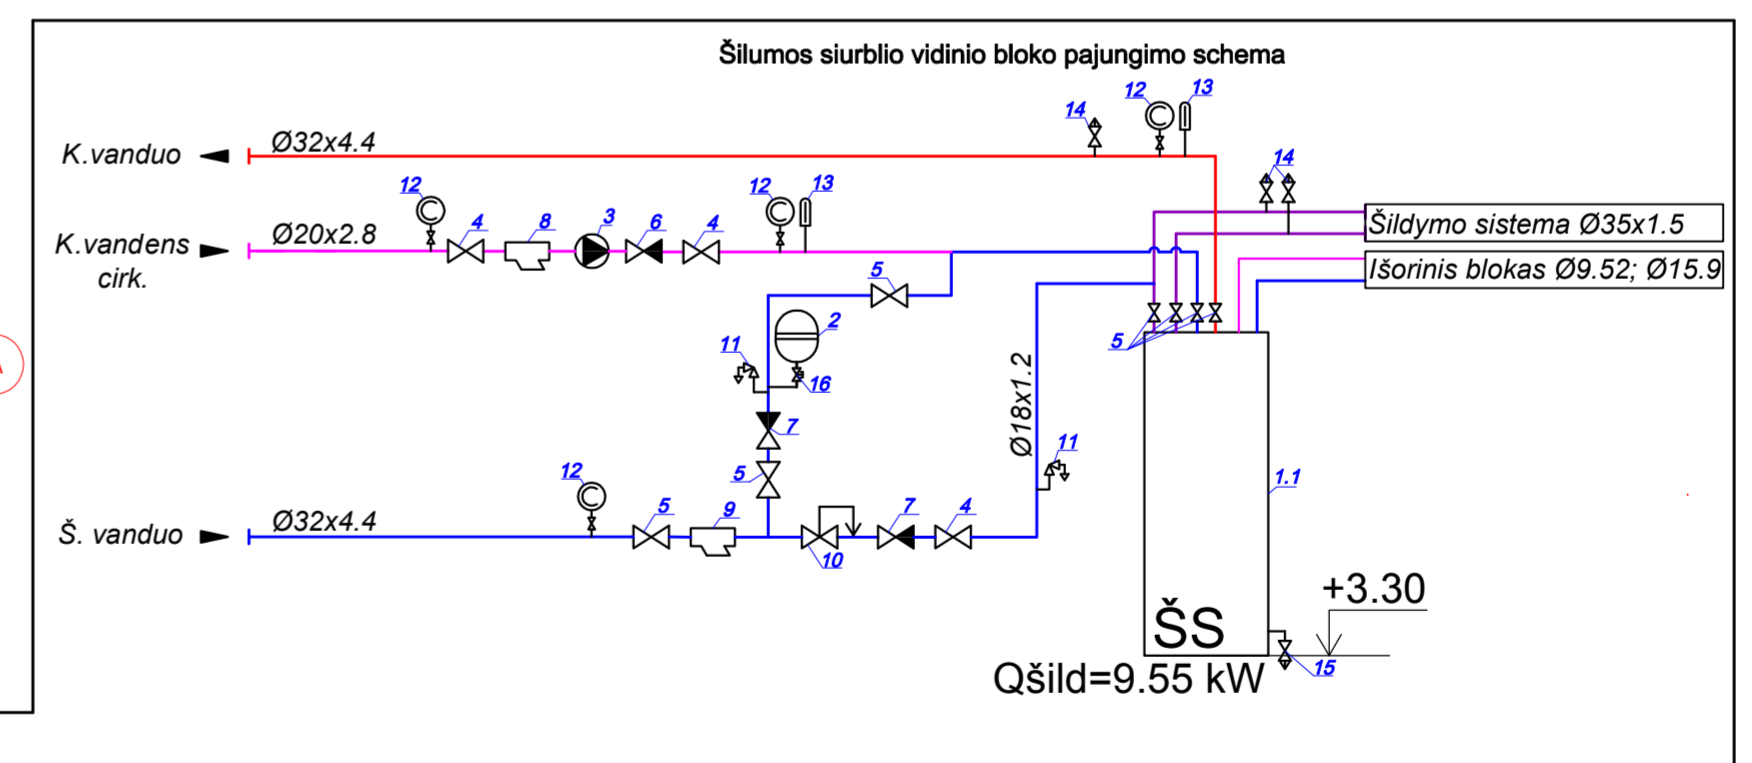 Šilumos siurblio vidinio bloko pajungimo schema
12
13
14
K.vanduo
Ø32x4.4
14
12
12
13
K.vandens
cirk.
Ø20x2.8
4
8
3
6
4
Šildymo sistema Ø35x1.5
Išorinis blokas Ø9.52; Ø15.9
5
2
11
16
5
Ø18x1.2
7
11
12
5
1.1
Š. vanduo
Ø32x4.4
5
9
7
4
10
+3.30
ŠS
15
Qšild=9.55 kW